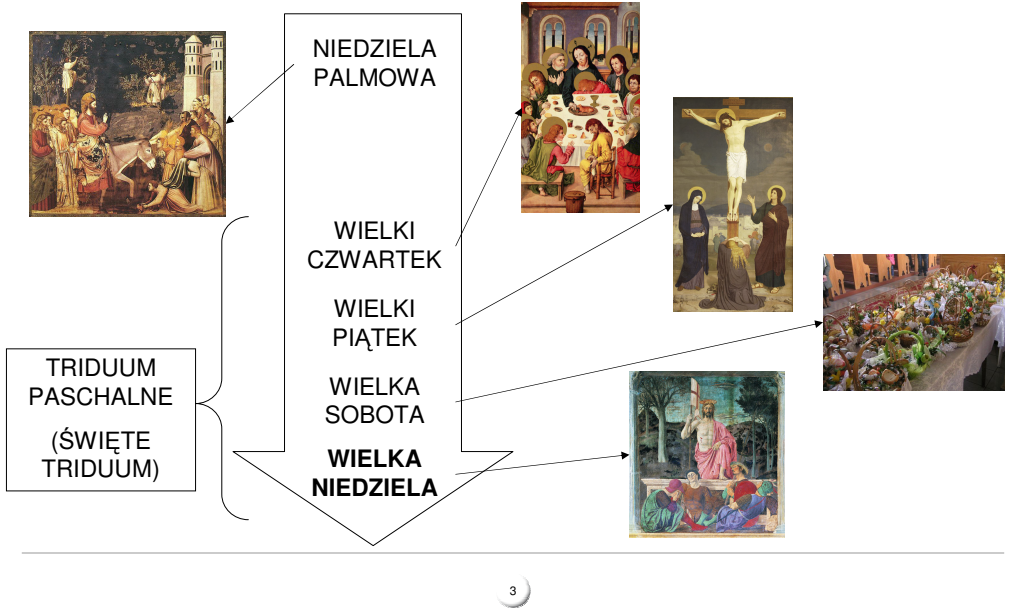 NIEDZIELA
PALMOWA
WIELKI
CZWARTEK
WIELKI
PIĄTEK
WIELKA
SOBOTA
WIELKA
NIEDZIELA
TRIDUUM
PASCHALNE
(ŚWIĘTE
TRIDUUM)
3